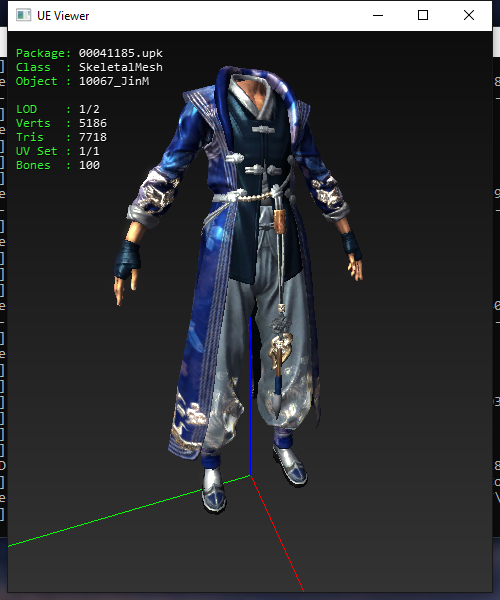 UE Viewer
Package: 00041185.upk
Class  : SkeletalMesh
Object : 10067_JinM
LOD    : 1/2
Verts  : 5186
Tris   : 7718
UV Set : 1/1
Bones  : 100